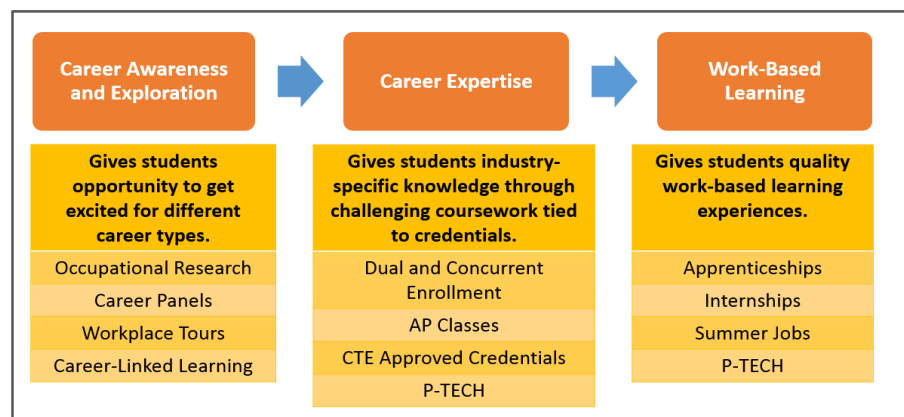 Career Awareness
and Exploration
Gives students
opportunity to get
excited for different
career types.
Occupational Research
Career Panels
Workplace Tours
Career-Linked Learning
Career Expertise
Gives students industry-
specific knowledge through
challenging coursework tied
to credentials.
Dual and Concurrent
Enrollment
AP Classes
CTE Approved Credentials
P-TECH
Work-Based
Learning
Gives students quality
work-based learning
experiences.
Apprenticeships
Internships
Summer Jobs
P-TECH